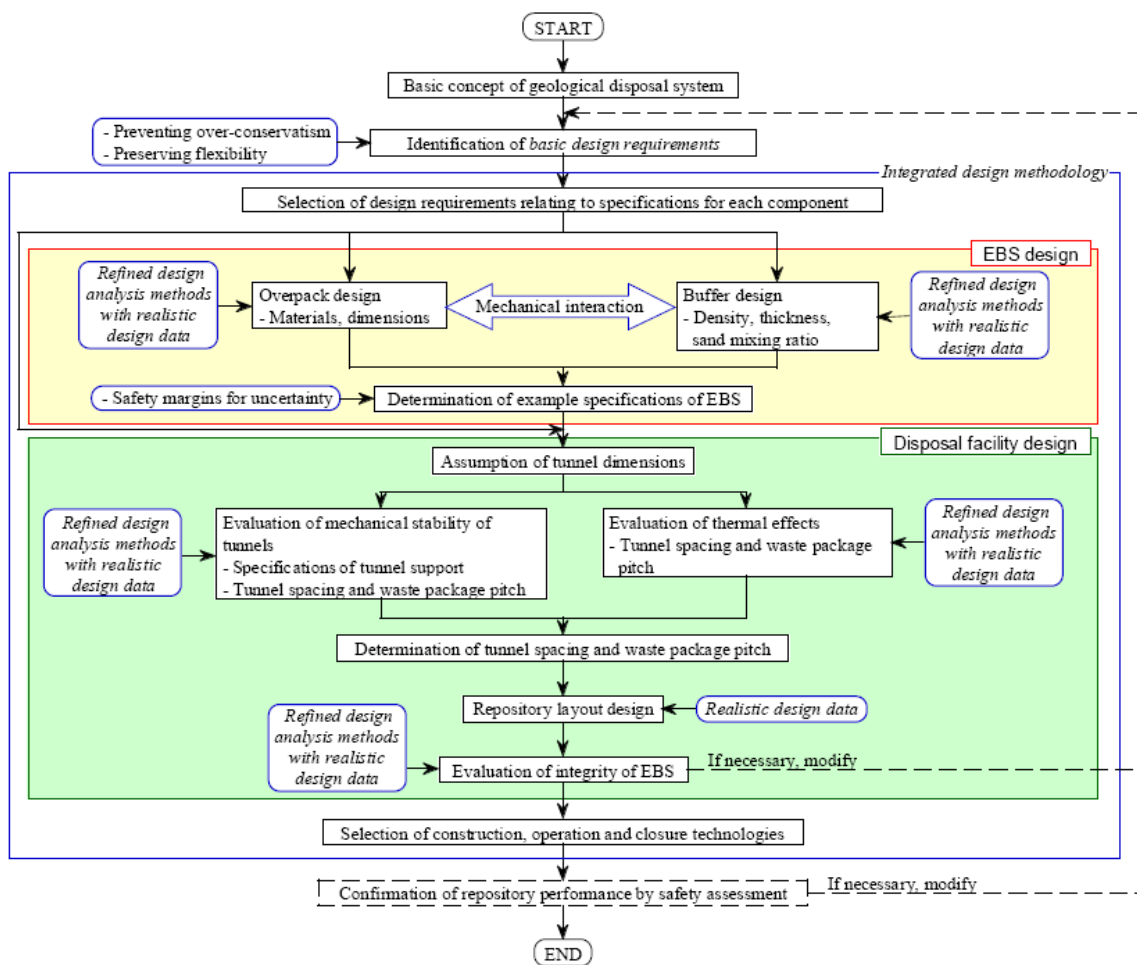 START
Basic concept of geological disposal system
- Preventing over-conservatism
- Preserving flexibility
Identification of basic design requirements
Integrated design methodology
Selection of design requirements relating to specifications for each component
EBS design
Refined design
analysis methods
with realistic
design data
Overpack design
- Materials, dimensions
Mechanical interaction
Buffer design
- Density, thickness,
sand mixing ratio
Refined design
analysis methods
with realistic
design data
- Safety margins for uncertainty
Determination of example specifications of EBS
Disposal facility design
Assumption of tunnel dimensions
Refined design
analysis methods
with realistic
design data
Evaluation of mechanical stability of
tunnels
- Specifications of tunnel support
- Tunnel spacing and waste package pitch
Evaluation of thermal effects
- Tunnel spacing and waste package
pitch
Refined design
analysis methods
with realistic
design data
Determination of tunnel spacing and waste package pitch
Repository layout design
Realistic design data
Refined design
analysis methods
with realistic
design data
Evaluation of integrity of EBS
If necessary, modify
Selection of construction, operation and closure technologies
Confirmation of repository performance by safety assessment
If necessary, modify
END